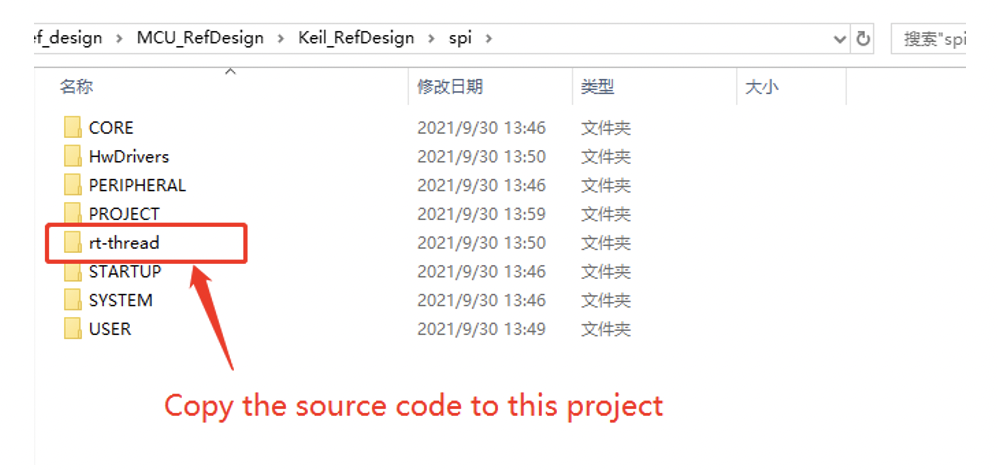 ef_design > MCU_RefDesign > Keil_RefDesign > spi > 搜索"spi
名称 修改日期 类型 大小
CORE 2021/9/30 13:46 文件夹
HwDrivers 2021/9/30 13:50 文件夹
PERIPHERAL 2021/9/30 13:46 文件夹
PROJECT 2021/9/30 13:59 文件夹
rt-thread 2021/9/30 13:50 文件夹
STARTUP 2021/9/30 13:46 文件夹
SYSTEM 2021/9/30 13:46 文件夹
USER 2021/9/30 13:49 文件夹
Copy the source code to this project